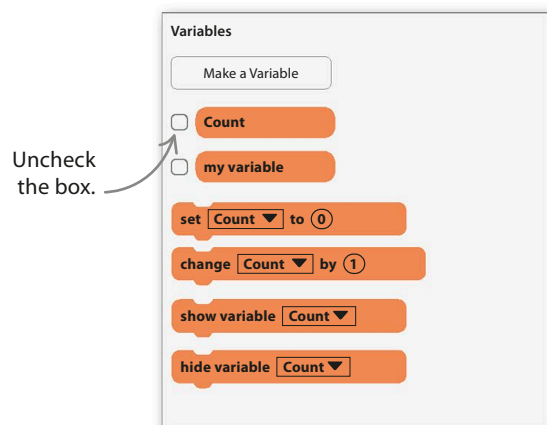 Variables
Make a Variable
Count
Uncheck
the box.
my variable
set Count to 0
change Count by 1
show variable Count
hide variable Count